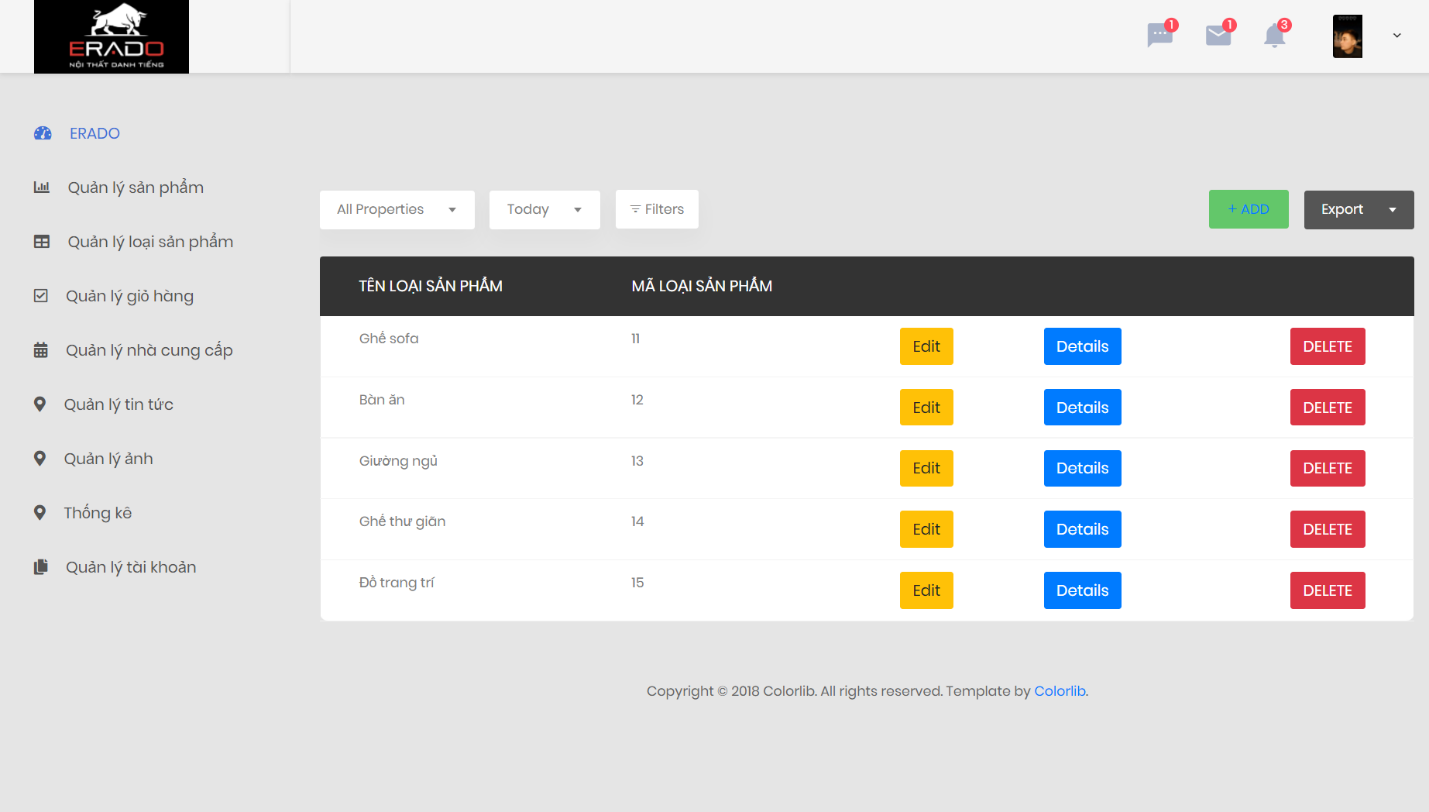 ERADO
NỘI THẤT DANH TIẾNG
1
1
3
ERADO
Quản lý sản phẩm
Quản lý loại sản phẩm
Quản lý giỏ hàng
Quản lý nhà cung cấp
Quản lý tin tức
Quản lý ảnh
Thống kê
Quản lý tài khoản
All Properties Today Filters + ADD Export
TÊN LOẠI SẢN PHẨM MÃ LOẠI SẢN PHẨM
Ghế sofa 11 Edit Details DELETE
Bàn ăn 12 Edit Details DELETE
Giường ngủ 13 Edit Details DELETE
Ghế thư giãn 14 Edit Details DELETE
Đồ trang trí 15 Edit Details DELETE
Copyright © 2018 Colorlib. All rights reserved. Template by Colorlib.